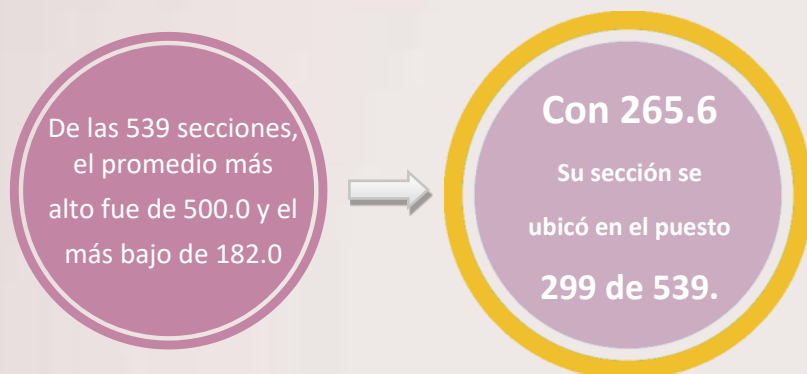 De las 539 secciones,
el promedio más
alto fue de 500.0 y el
más bajo de 182.0
Con 265.6
Su sección se
ubicó en el puesto
299 de 539.